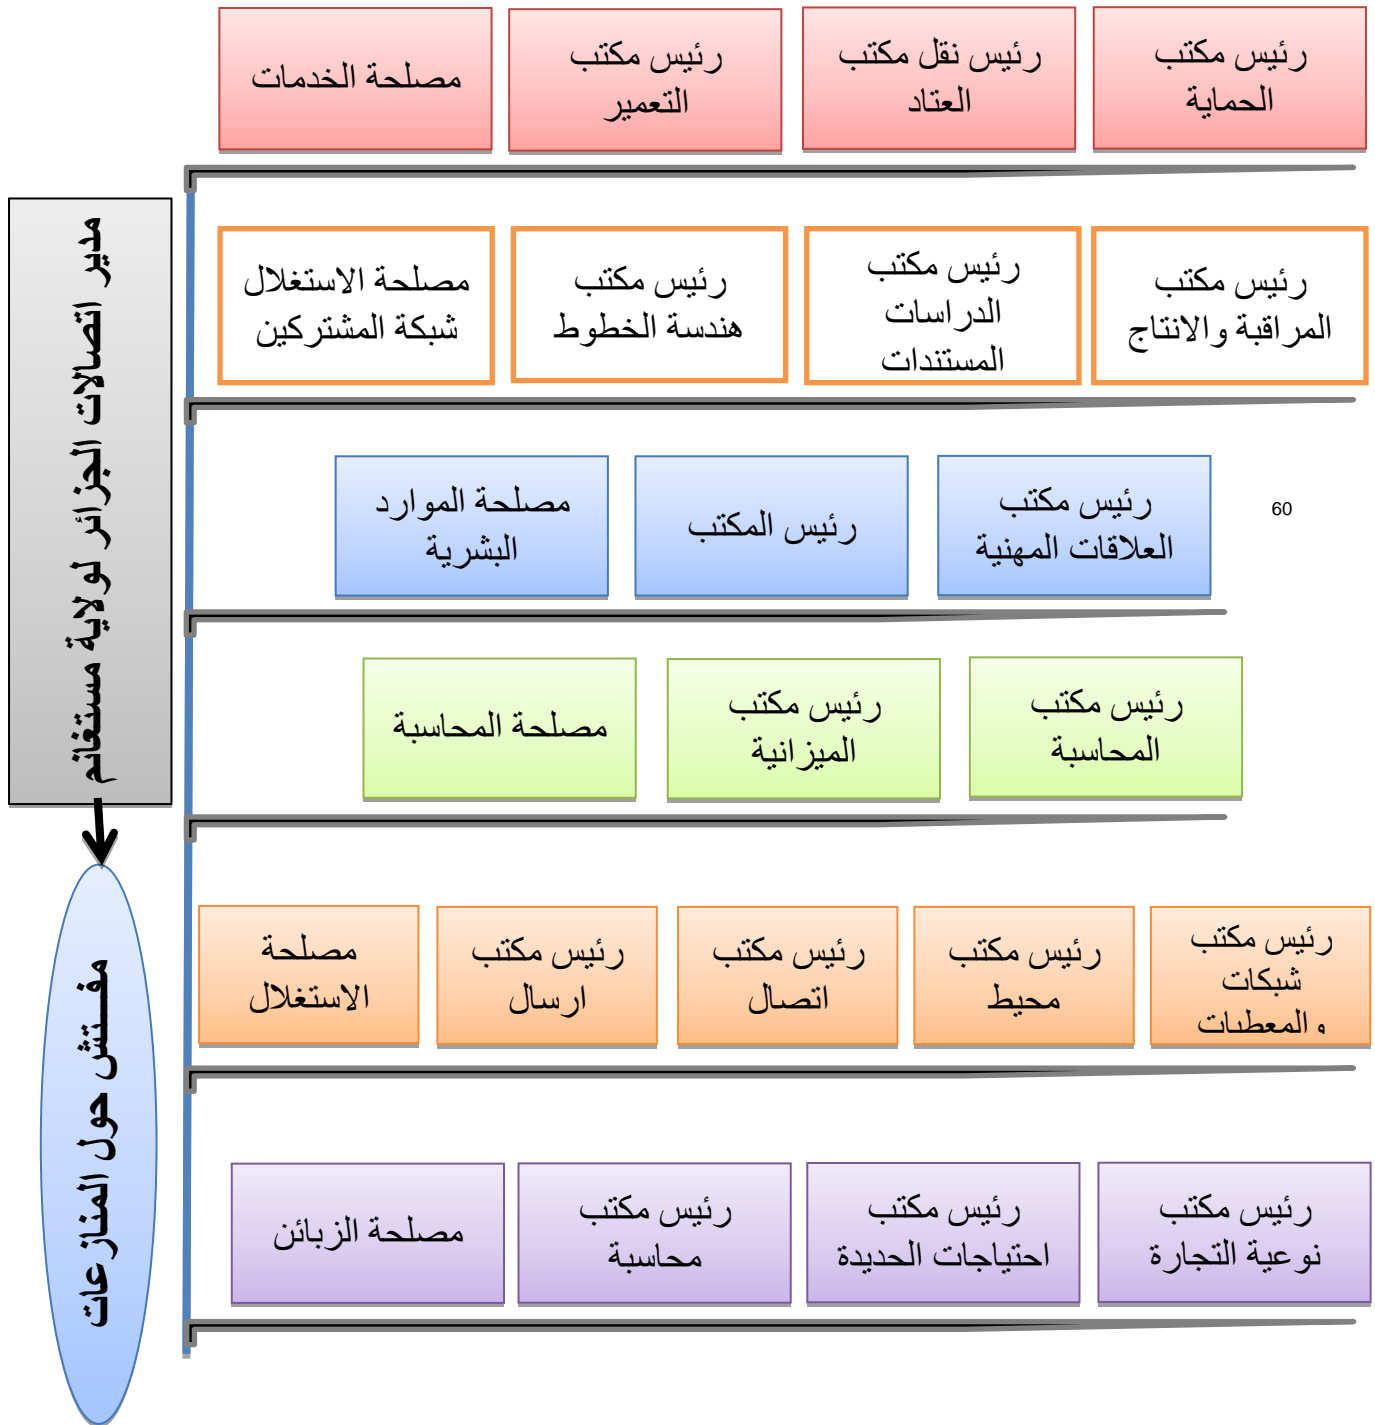 رئيس مكتب
الحماية
رئيس نقل مكتب
العتاد
رئيس مكتب
التعمير
مصلحة الخدمات
مدير اتصالات الجزائر لولاية مستغانم
رئيس مكتب
المراقبة والانتاج
رئيس مكتب
الدراسات
المستندات
رئيس مكتب
هندسة الخطوط
مصلحة الاستغلال
شبكة المشتركين
60
رئيس مكتب
العلاقات المهنية
رئيس المكتب
مصلحة الموارد
البشرية
رئيس مكتب
المحاسبة
رئيس مكتب
الميزانية
مصلحة المحاسبة
رئيس مكتب
شبكات
والمعطيات
رئيس مكتب
محيط
رئيس مكتب
اتصال
رئيس مكتب
ارسال
مصلحة
الاستغلال
مفـــتش حول المنازعات
رئيس مكتب
نوعية التجارة
رئيس مكتب
احتياجات الحديدة
رئيس مكتب
محاسبة
مصلحة الزبائن